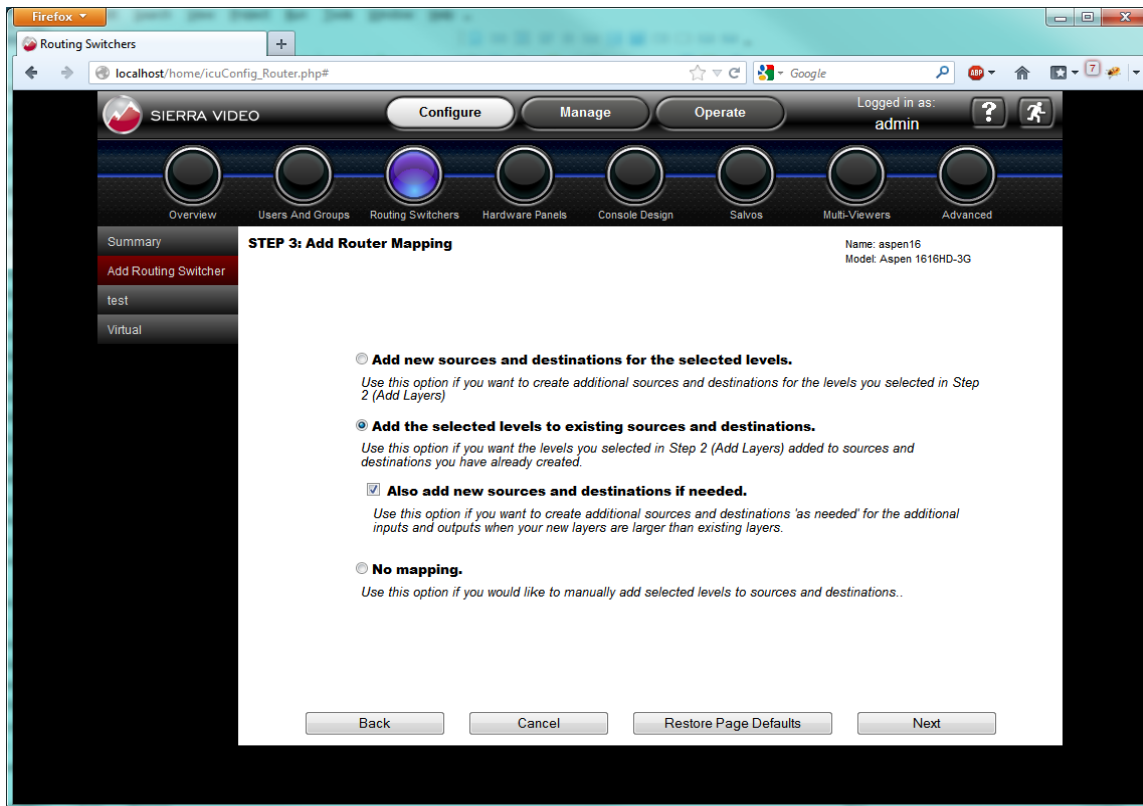 Firefox
Routing Switchers
+
localhost/home/icuConfig_Router.php#
Google
ABP
7
SIERRA VIDEO
Configure
Manage
Operate
Logged in as:
admin
?
Overview
Users And Groups
Routing Switchers
Hardware Panels
Console Design
Salvos
Multi-Viewers
Advanced
Summary
Add Routing Switcher
test
Virtual
STEP 3: Add Router Mapping
Name: aspen16
Model: Aspen 1616HD-3G
Add new sources and destinations for the selected levels.
Use this option if you want to create additional sources and destinations for the levels you selected in Step
2 (Add Layers)
Add the selected levels to existing sources and destinations.
Use this option if you want the levels you selected in Step 2 (Add Layers) added to sources and
destinations you have already created.
Also add new sources and destinations if needed.
Use this option if you want to create additional sources and destinations 'as needed' for the additional
inputs and outputs when your new layers are larger than existing layers.
No mapping.
Use this option if you would like to manually add selected levels to sources and destinations..
Back
Cancel
Restore Page Defaults
Next